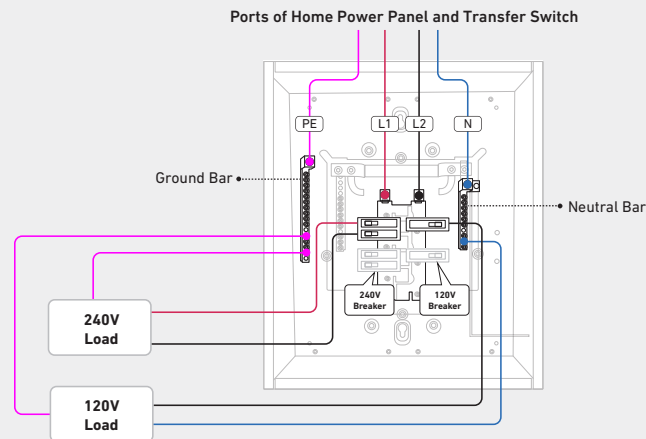 Ports of Home Power Panel and Transfer Switch
PE
L1
L2
N
Ground Bar
Neutral Bar
240V
Breaker
120V
Breaker
240V
Load
120V
Load